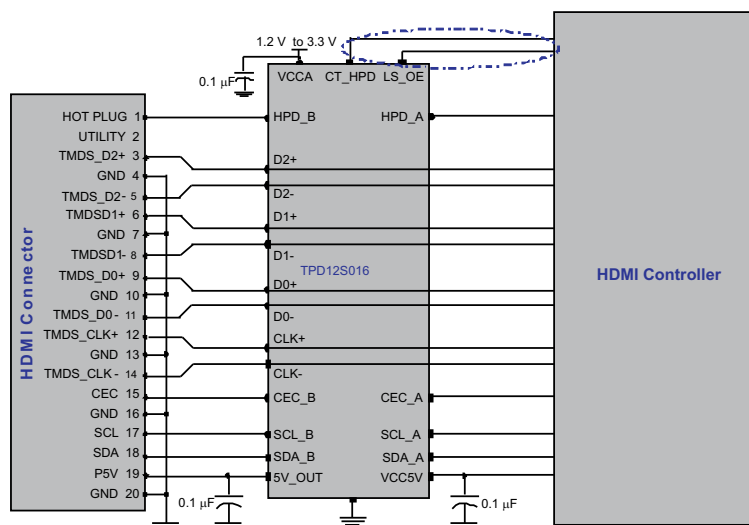 1.2 V to 3.3 V
0.1 µF
VCCA CT_HPD LS_OE
HOT PLUG 1
UTILITY 2
TMDS_D2+ 3
GND 4
TMDS_D2- 5
TMDSD1+ 6
GND 7
TMDSD1- 8
TMDS_D0+ 9
GND 10
TMDS_D0- 11
TMDS_CLK+ 12
GND 13
TMDS_CLK- 14
CEC 15
GND 16
SCL 17
SDA 18
P5V 19
GND 20
HDMI Connector
HPD_B HPD_A
D2+
D2-
D1+
D1-
TPD12S016
D0+
D0-
CLK+
CLK-
CEC_B CEC_A
SCL_B SCL_A
SDA_B SDA_A
5V_OUT VCC5V
0.1 µF
0.1 µF
HDMI Controller